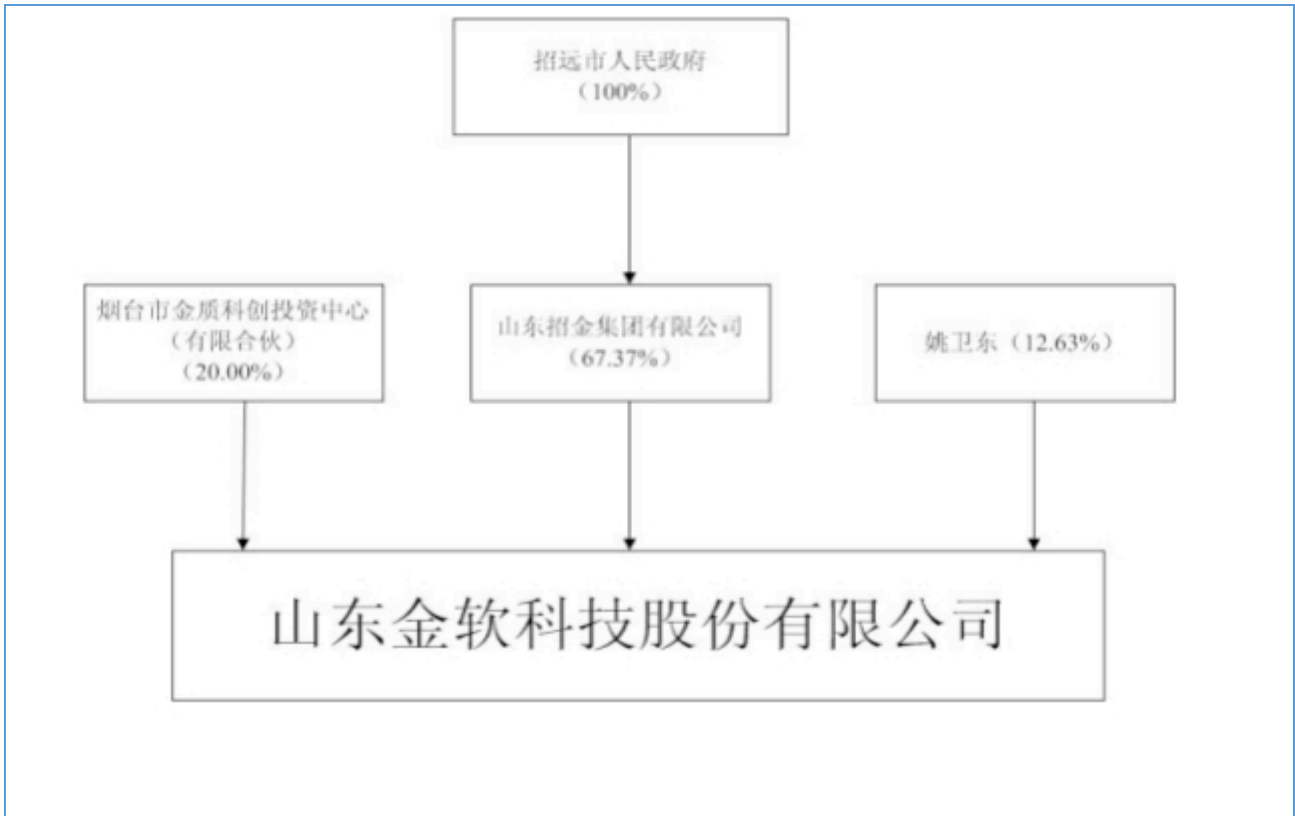 招远市人民政府
（100%）
烟台市金质科创投资中心
（有限合伙）
（20.00%）
山东招金集团有限公司
（67.37%）
姚卫东（12.63%）
山东金软科技股份有限公司